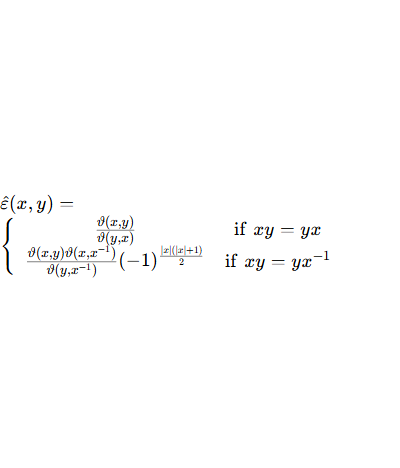 ε̂(x, y) =
{ ϑ(x,y)/ϑ(y,x) if xy = yx
ϑ(x,y)ϑ(x,x⁻¹)/ϑ(y,x⁻¹) (−1)^{|x|(|x|+1)/2} if xy = yx⁻¹